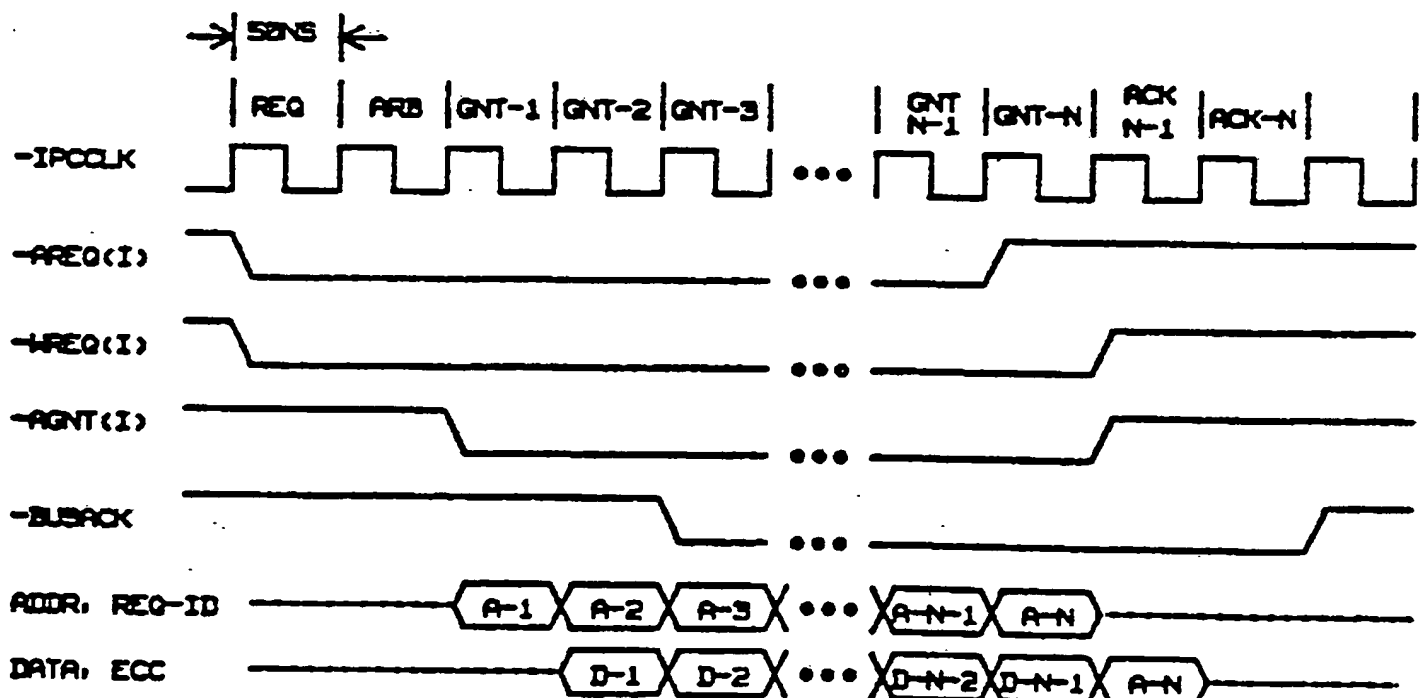 50NS
REQ ARB GNT-1 GNT-2 GNT-3 GNT N-1 GNT-N ACK N-1 ACK-N
-IPCCLK
-AREQ(I)
-WREQ(I)
-AGNT(I)
-BUSACK
ADDR, REQ-ID A-1 A-2 A-3 A-N-1 A-N
DATA, ECC D-1 D-2 D-N-2 D-N-1 A-N